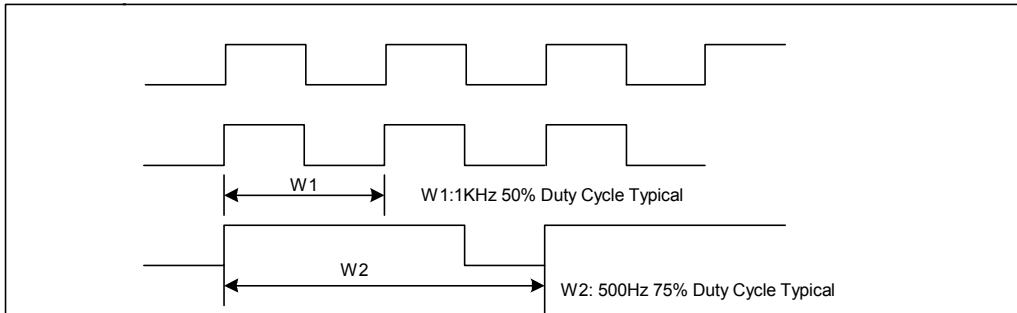 W1
W1:1KHz 50% Duty Cycle Typical
W2
W2: 500Hz 75% Duty Cycle Typical